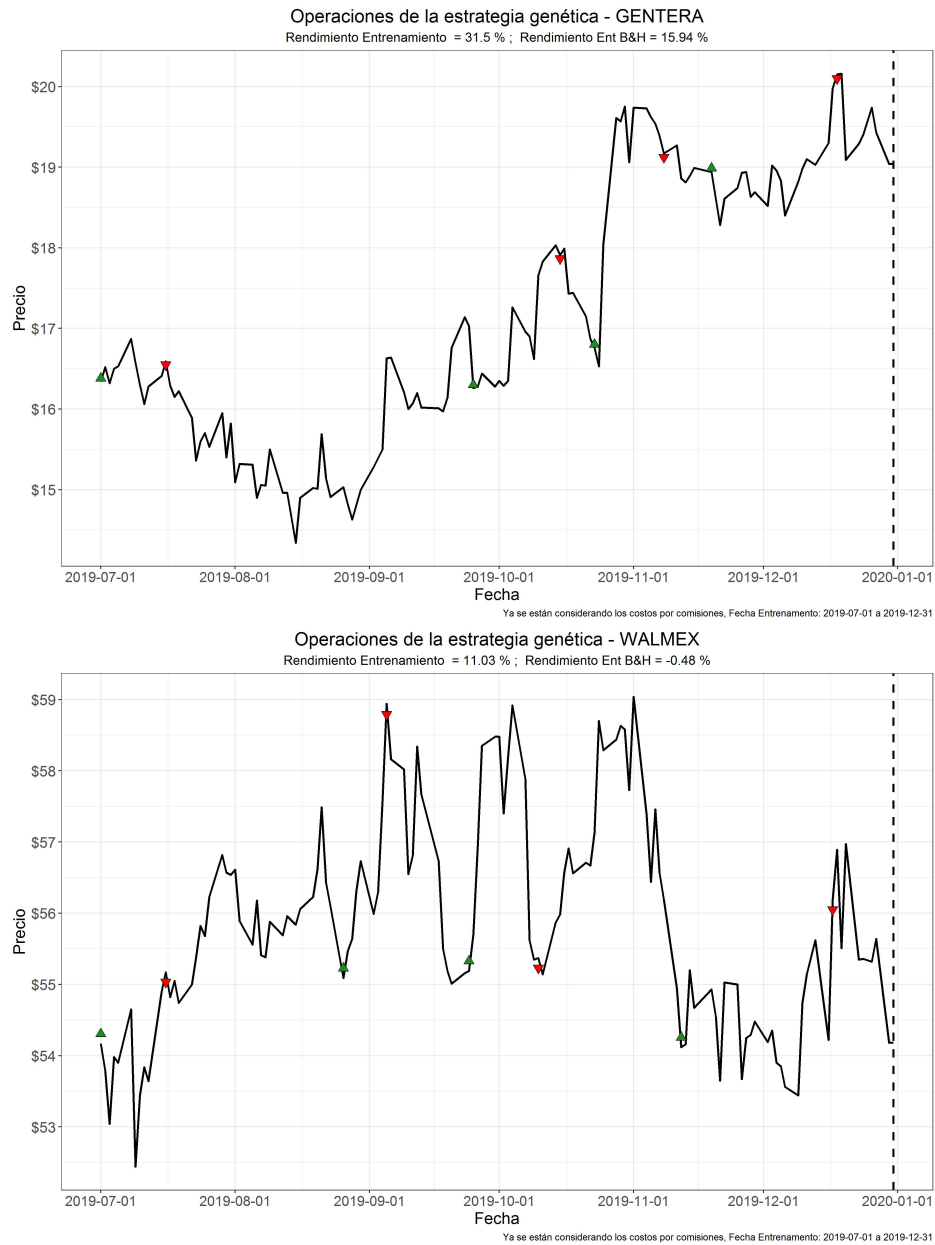 Operaciones de la estrategia genética - GENTERA
Rendimiento Entrenamiento = 31.5 % ; Rendimiento Ent B&H = 15.94 %
Precio
$20
$19
$18
$17
$16
$15
2019-07-01 2019-08-01 2019-09-01 2019-10-01 2019-11-01 2019-12-01 2020-01-01
Fecha
Ya se están considerando los costos por comisiones, Fecha Entrenamiento: 2019-07-01 a 2019-12-31
Operaciones de la estrategia genética - WALMEX
Rendimiento Entrenamiento = 11.03 % ; Rendimiento Ent B&H = -0.48 %
Precio
$59
$58
$57
$56
$55
$54
$53
2019-07-01 2019-08-01 2019-09-01 2019-10-01 2019-11-01 2019-12-01 2020-01-01
Fecha
Ya se están considerando los costos por comisiones, Fecha Entrenamiento: 2019-07-01 a 2019-12-31